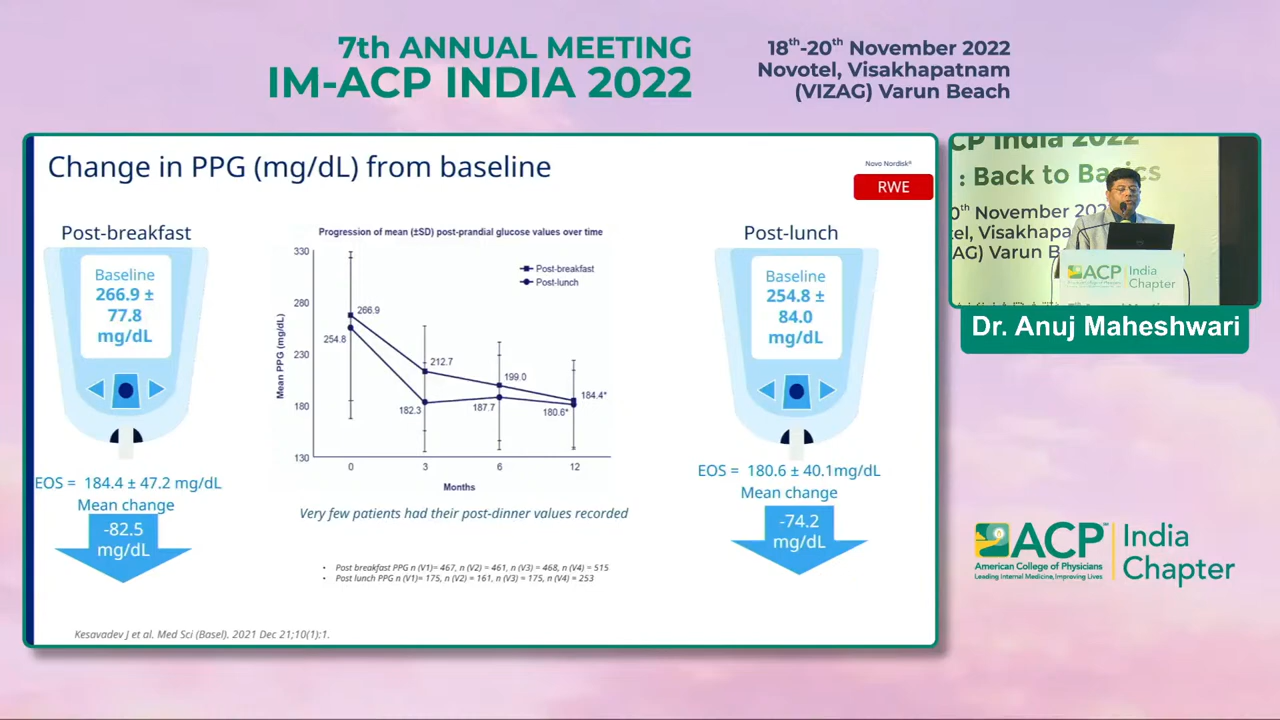 7th ANNUAL MEETING
IM-ACP INDIA 2022
18th-20th November 2022
Novotel, Visakhapatnam
(VIZAG) Varun Beach
Change in PPG (mg/dL) from baseline
Novo Nordisk®
RWE
Post-breakfast
Baseline
266.9 ±
77.8
mg/dL
EOS = 184.4 ± 47.2 mg/dL
Mean change
-82.5
mg/dL
Progression of mean (±SD) post-prandial glucose values over time
Post-breakfast
Post-lunch
Mean PPG (mg/dL)
330
280
230
180
130
266.9
254.8
212.7
182.3
199.0
187.7
184.4*
180.6*
0 3 6 12
Months
Very few patients had their post-dinner values recorded
• Post breakfast PPG n (V1)= 467, n (V2) = 461, n (V3) = 468, n (V4) = 515
• Post lunch PPG n (V1)= 175, n (V2) = 161, n (V3) = 175, n (V4) = 253
Post-lunch
Baseline
254.8 ±
84.0
mg/dL
EOS = 180.6 ± 40.1mg/dL
Mean change
-74.2
mg/dL
Kesavadev J et al. Med Sci (Basel). 2021 Dec 21;10(1):1.
CP India 2022
: Back to Basics
November 202
el, Visakhapa
AG) Varun B
ACP India
Chapter
Dr. Anuj Maheshwari
ACP™ India
American College of Physicians Chapter
Leading Internal Medicine, Improving Lives